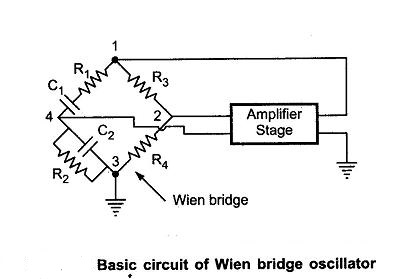 1
R1
C1
R3
4
2
Amplifier
Stage
C2
R2
3
R4
Wien bridge
Basic circuit of Wien bridge oscillator